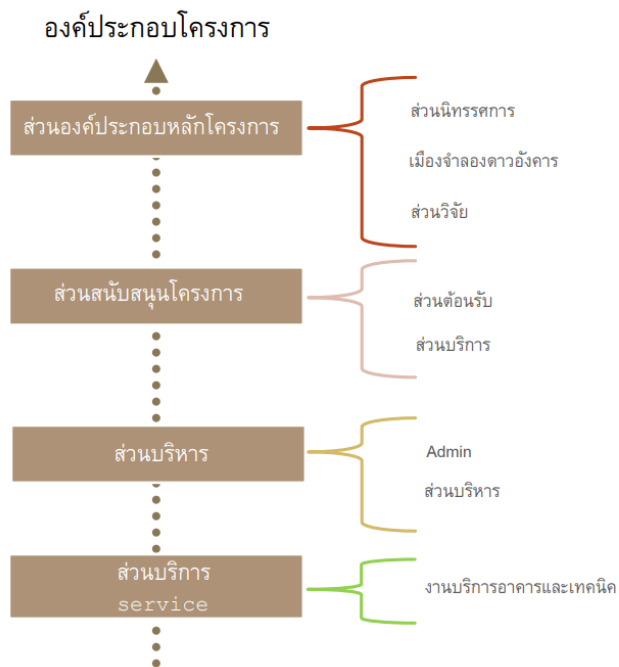 องค์ประกอบโครงการ
ส่วนองค์ประกอบหลักโครงการ
ส่วนนิทรรศการ
เมืองจำลองดาวอังคาร
ส่วนวิจัย
ส่วนสนับสนุนโครงการ
ส่วนต้อนรับ
ส่วนบริการ
ส่วนบริหาร
Admin
ส่วนบริหาร
ส่วนบริการ
service
งานบริการอาคารและเทคนิค